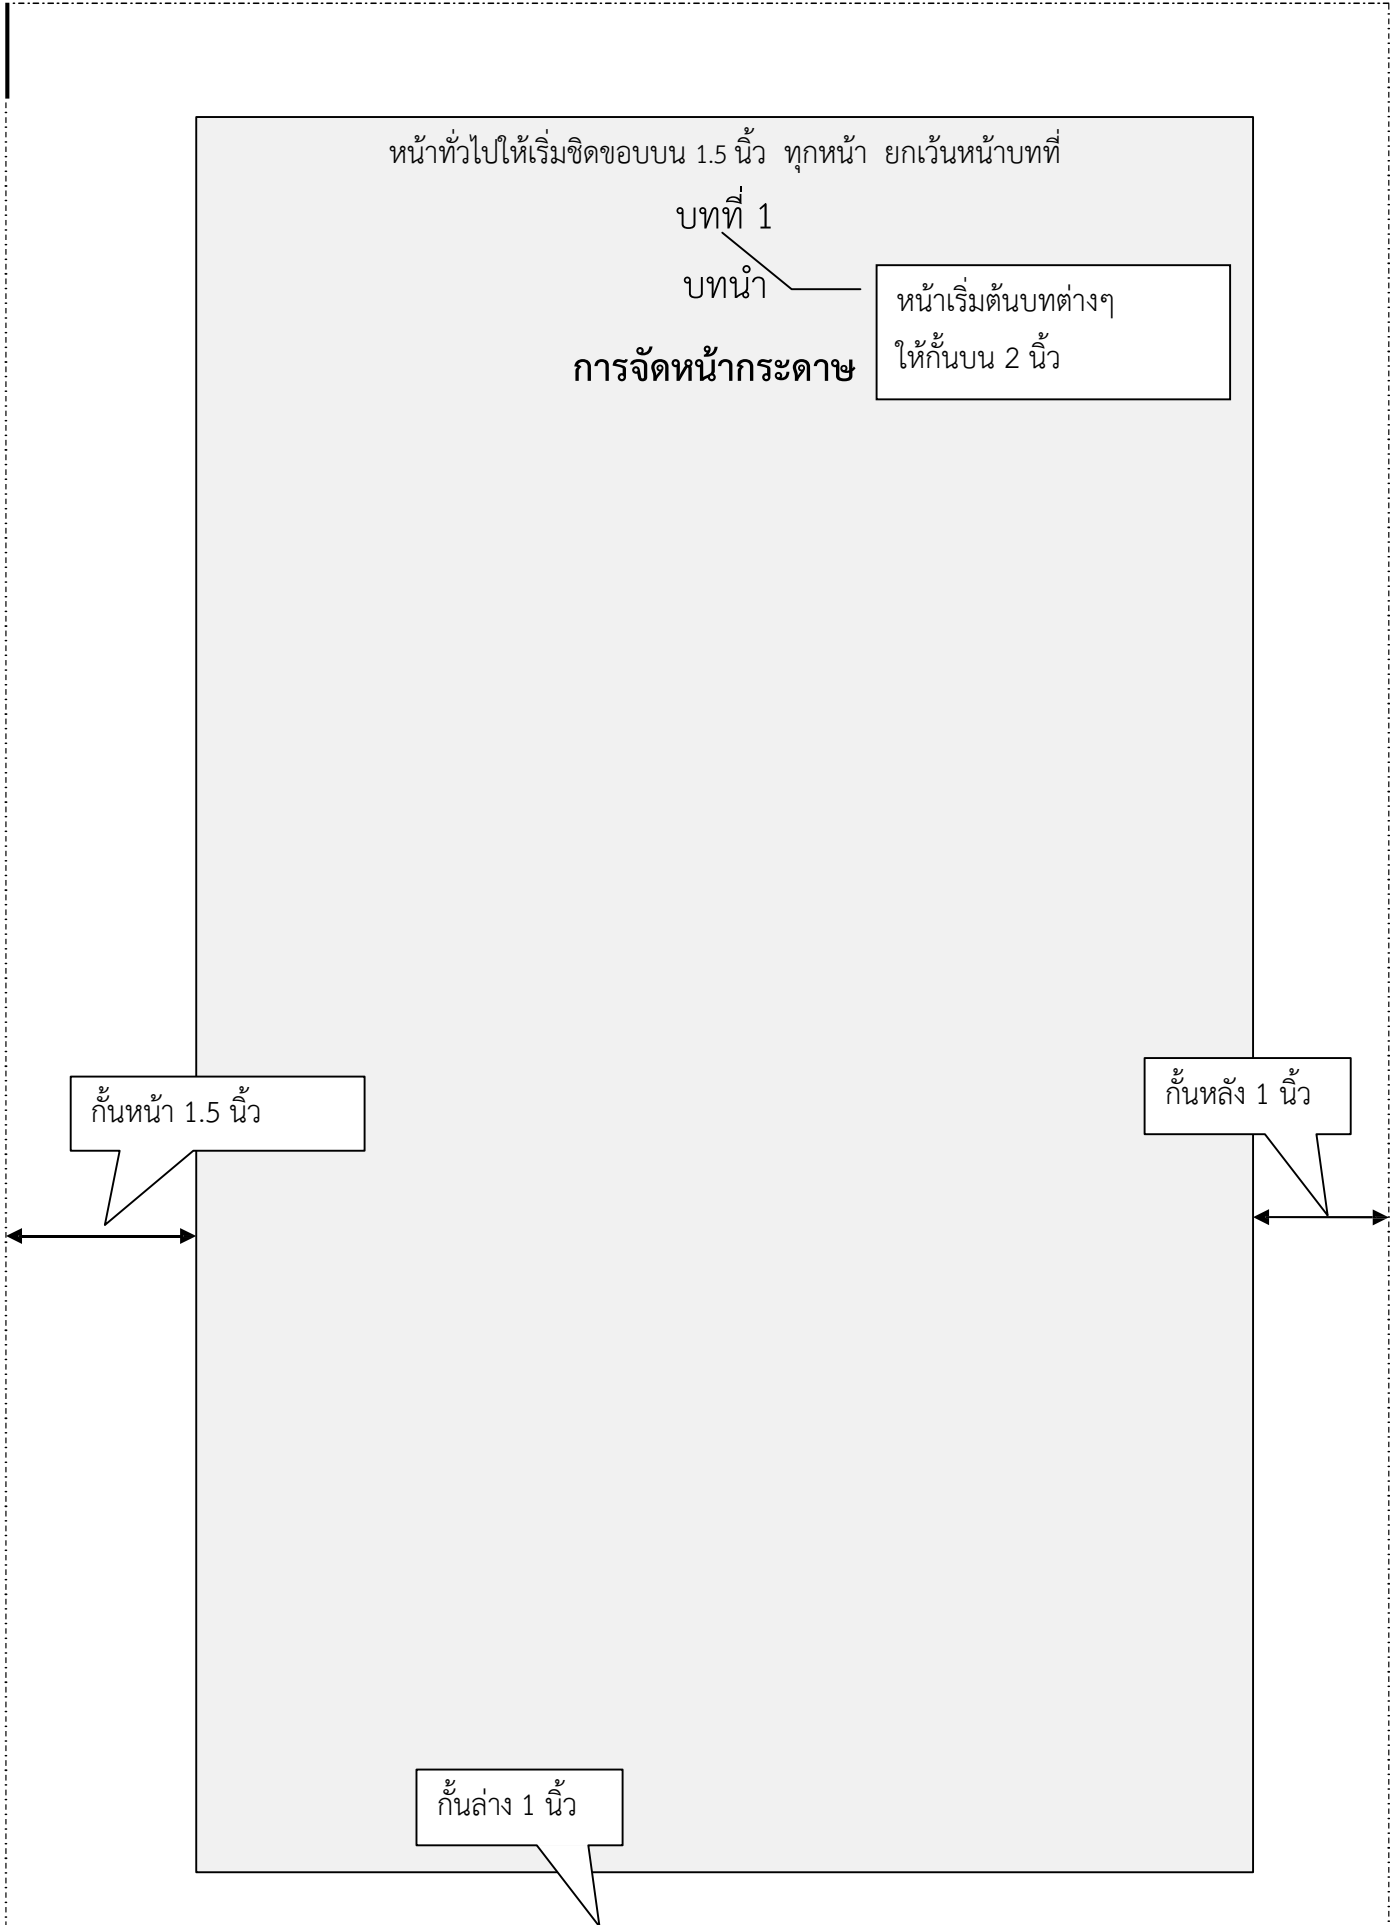 หน้าทั่วไปให้เริ่มชิดขอบบน 1.5 นิ้ว ทุกหน้า ยกเว้นหน้าบทที่
บทที่ 1
บทนำ
หน้าเริ่มต้นบทต่างๆ
ให้กั้นบน 2 นิ้ว
การจัดหน้ากระดาษ
กั้นหน้า 1.5 นิ้ว
กั้นหลัง 1 นิ้ว
กั้นล่าง 1 นิ้ว